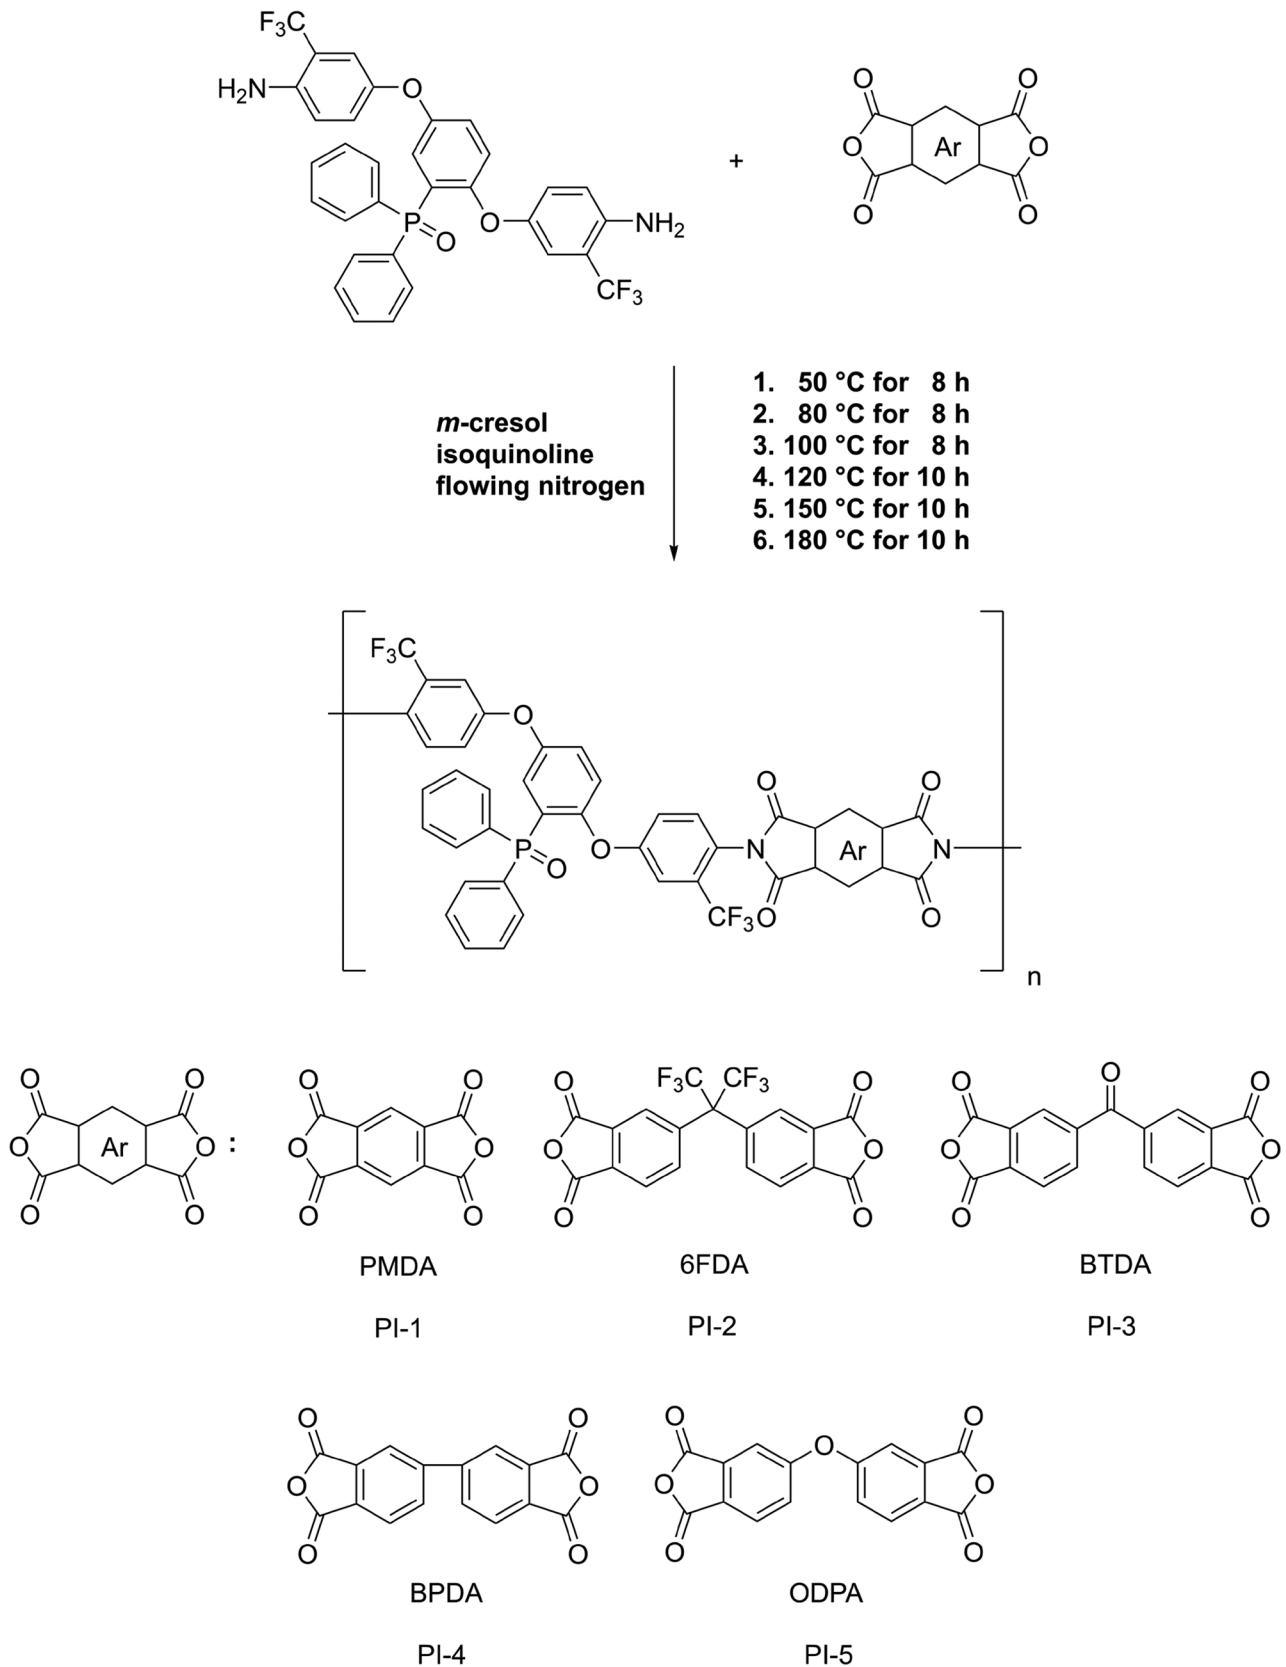 F₃C
H₂N
O
P
O
O
NH₂
CF₃
+
O
O
O
Ar
O
O
O
m-cresol
isoquinoline
flowing nitrogen
1. 50 °C for 8 h
2. 80 °C for 8 h
3. 100 °C for 8 h
4. 120 °C for 10 h
5. 150 °C for 10 h
6. 180 °C for 10 h
F₃C
O
P
O
O
CF₃
O
O
N
Ar
N
O
O
n
O
O
O
Ar
O
:
O
O
O
O
O
O
O
O
F₃C
CF₃
O
O
O
O
O
O
O
O
O
O
O
O
O
PMDA
6FDA
BTDA
PI-1
PI-2
PI-3
O
O
O
O
O
O
O
O
O
O
O
O
O
BPDA
ODPA
PI-4
PI-5